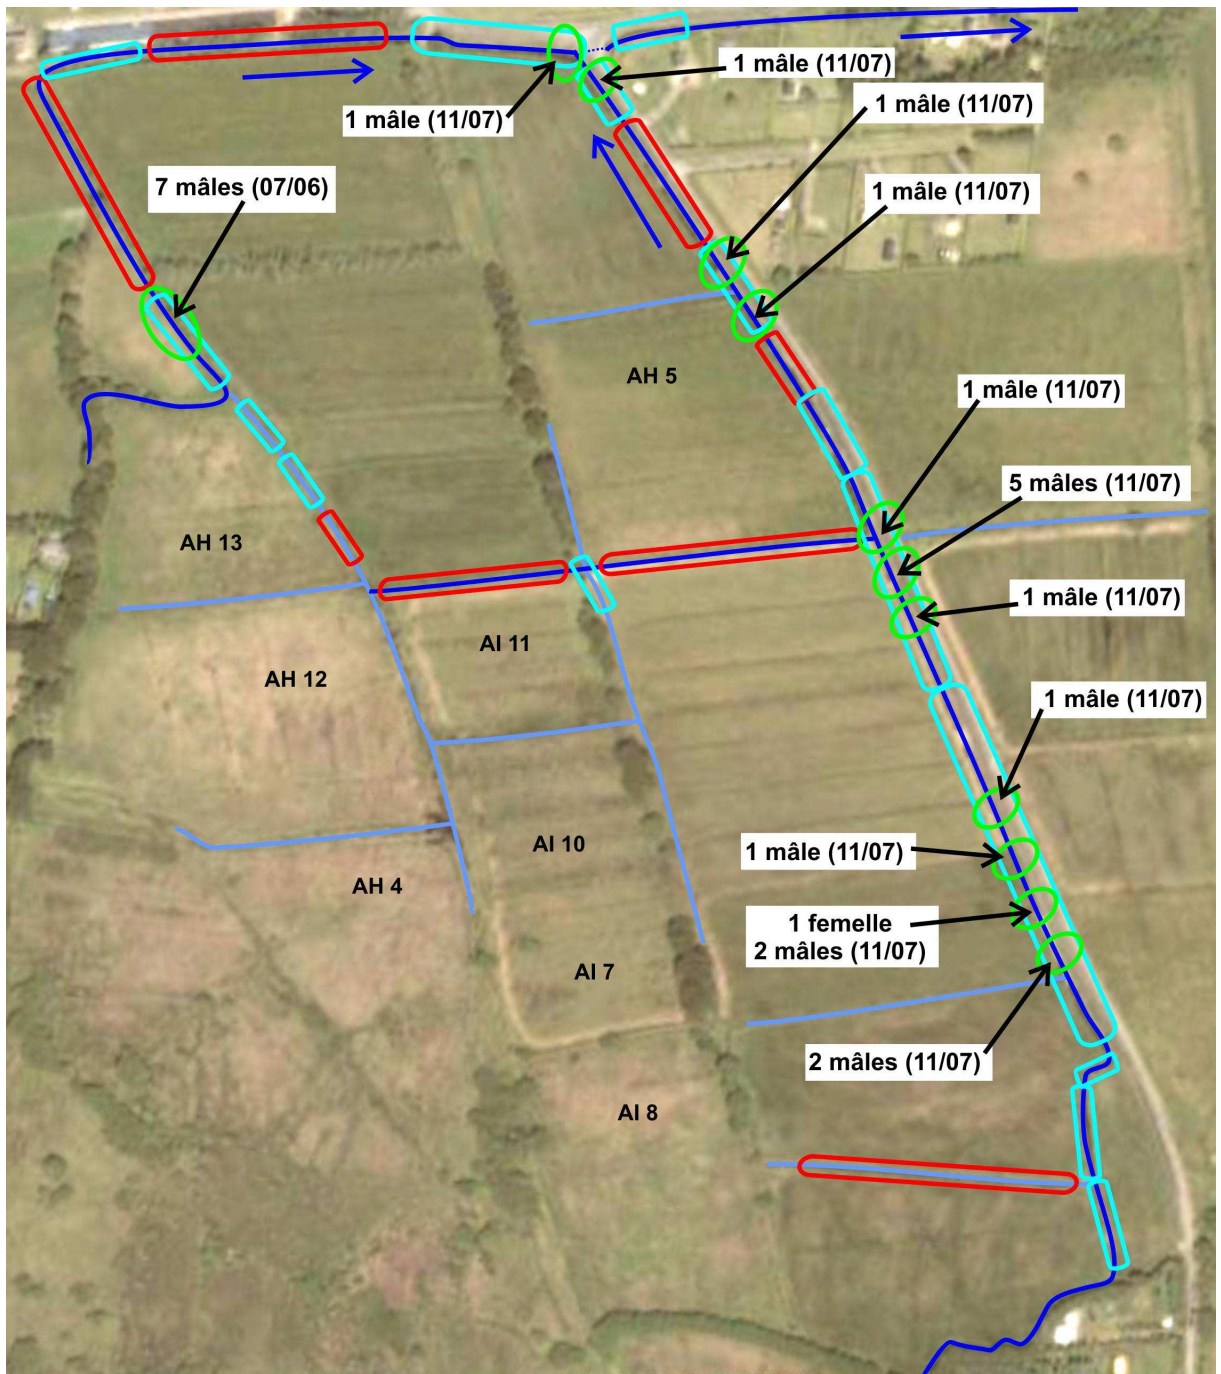 1 mâle (11/07)
1 mâle (11/07)
1 mâle (11/07)
7 mâles (07/06)
1 mâle (11/07)
AH 5
1 mâle (11/07)
5 mâles (11/07)
AH 13
1 mâle (11/07)
AI 11
AH 12
1 mâle (11/07)
AI 10
1 mâle (11/07)
AH 4
1 femelle
2 mâles (11/07)
AI 7
2 mâles (11/07)
AI 8